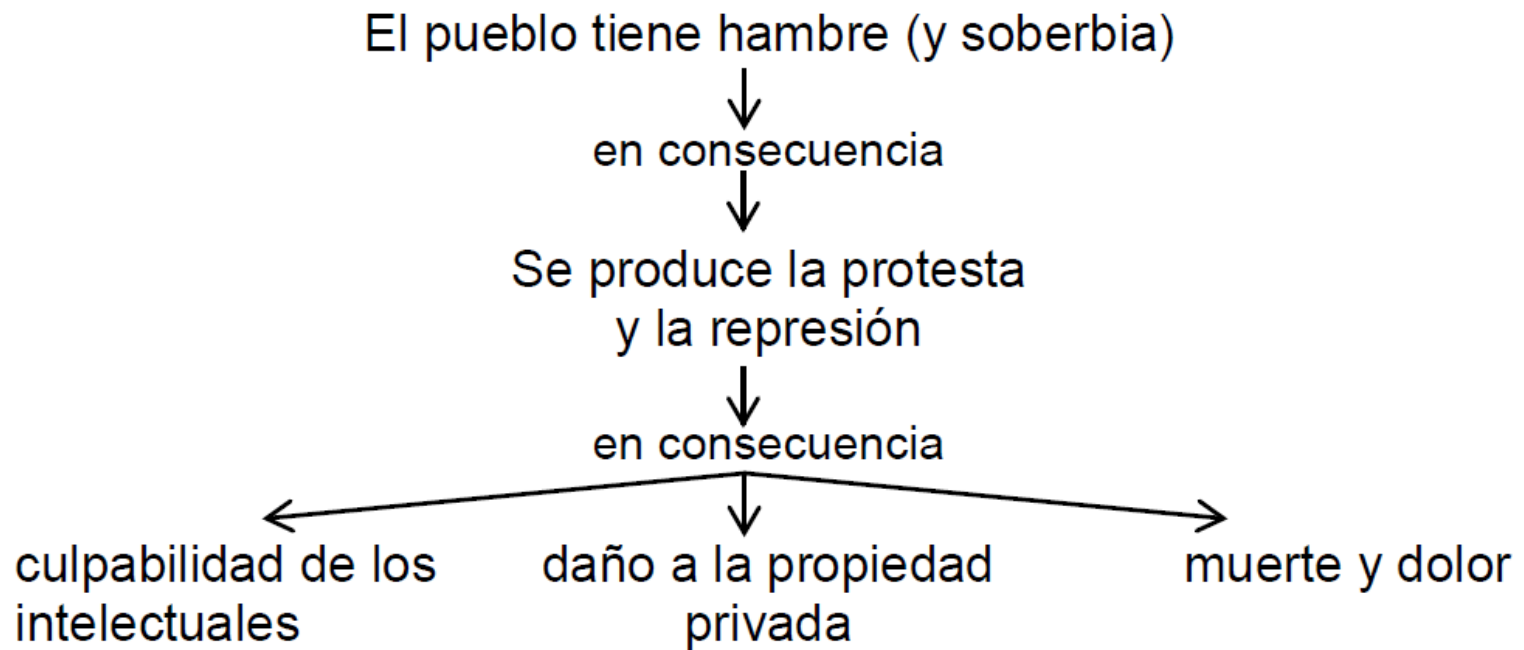 El pueblo tiene hambre (y soberbia)
en consecuencia
Se produce la protesta
y la represión
en consecuencia
culpabilidad de los
intelectuales
daño a la propiedad
privada
muerte y dolor